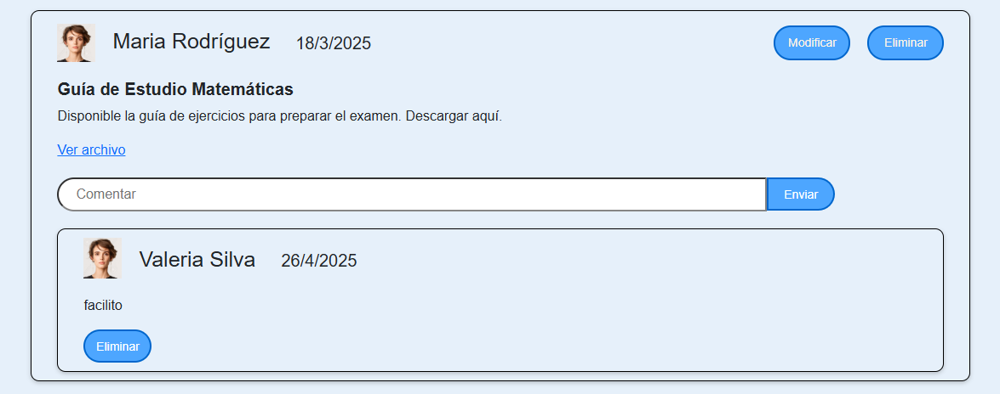 Maria Rodríguez 18/3/2025 Modificar Eliminar
Guía de Estudio Matemáticas
Disponible la guía de ejercicios para preparar el examen. Descargar aquí.
Ver archivo
Comentar Enviar
Valeria Silva 26/4/2025
facilito
Eliminar